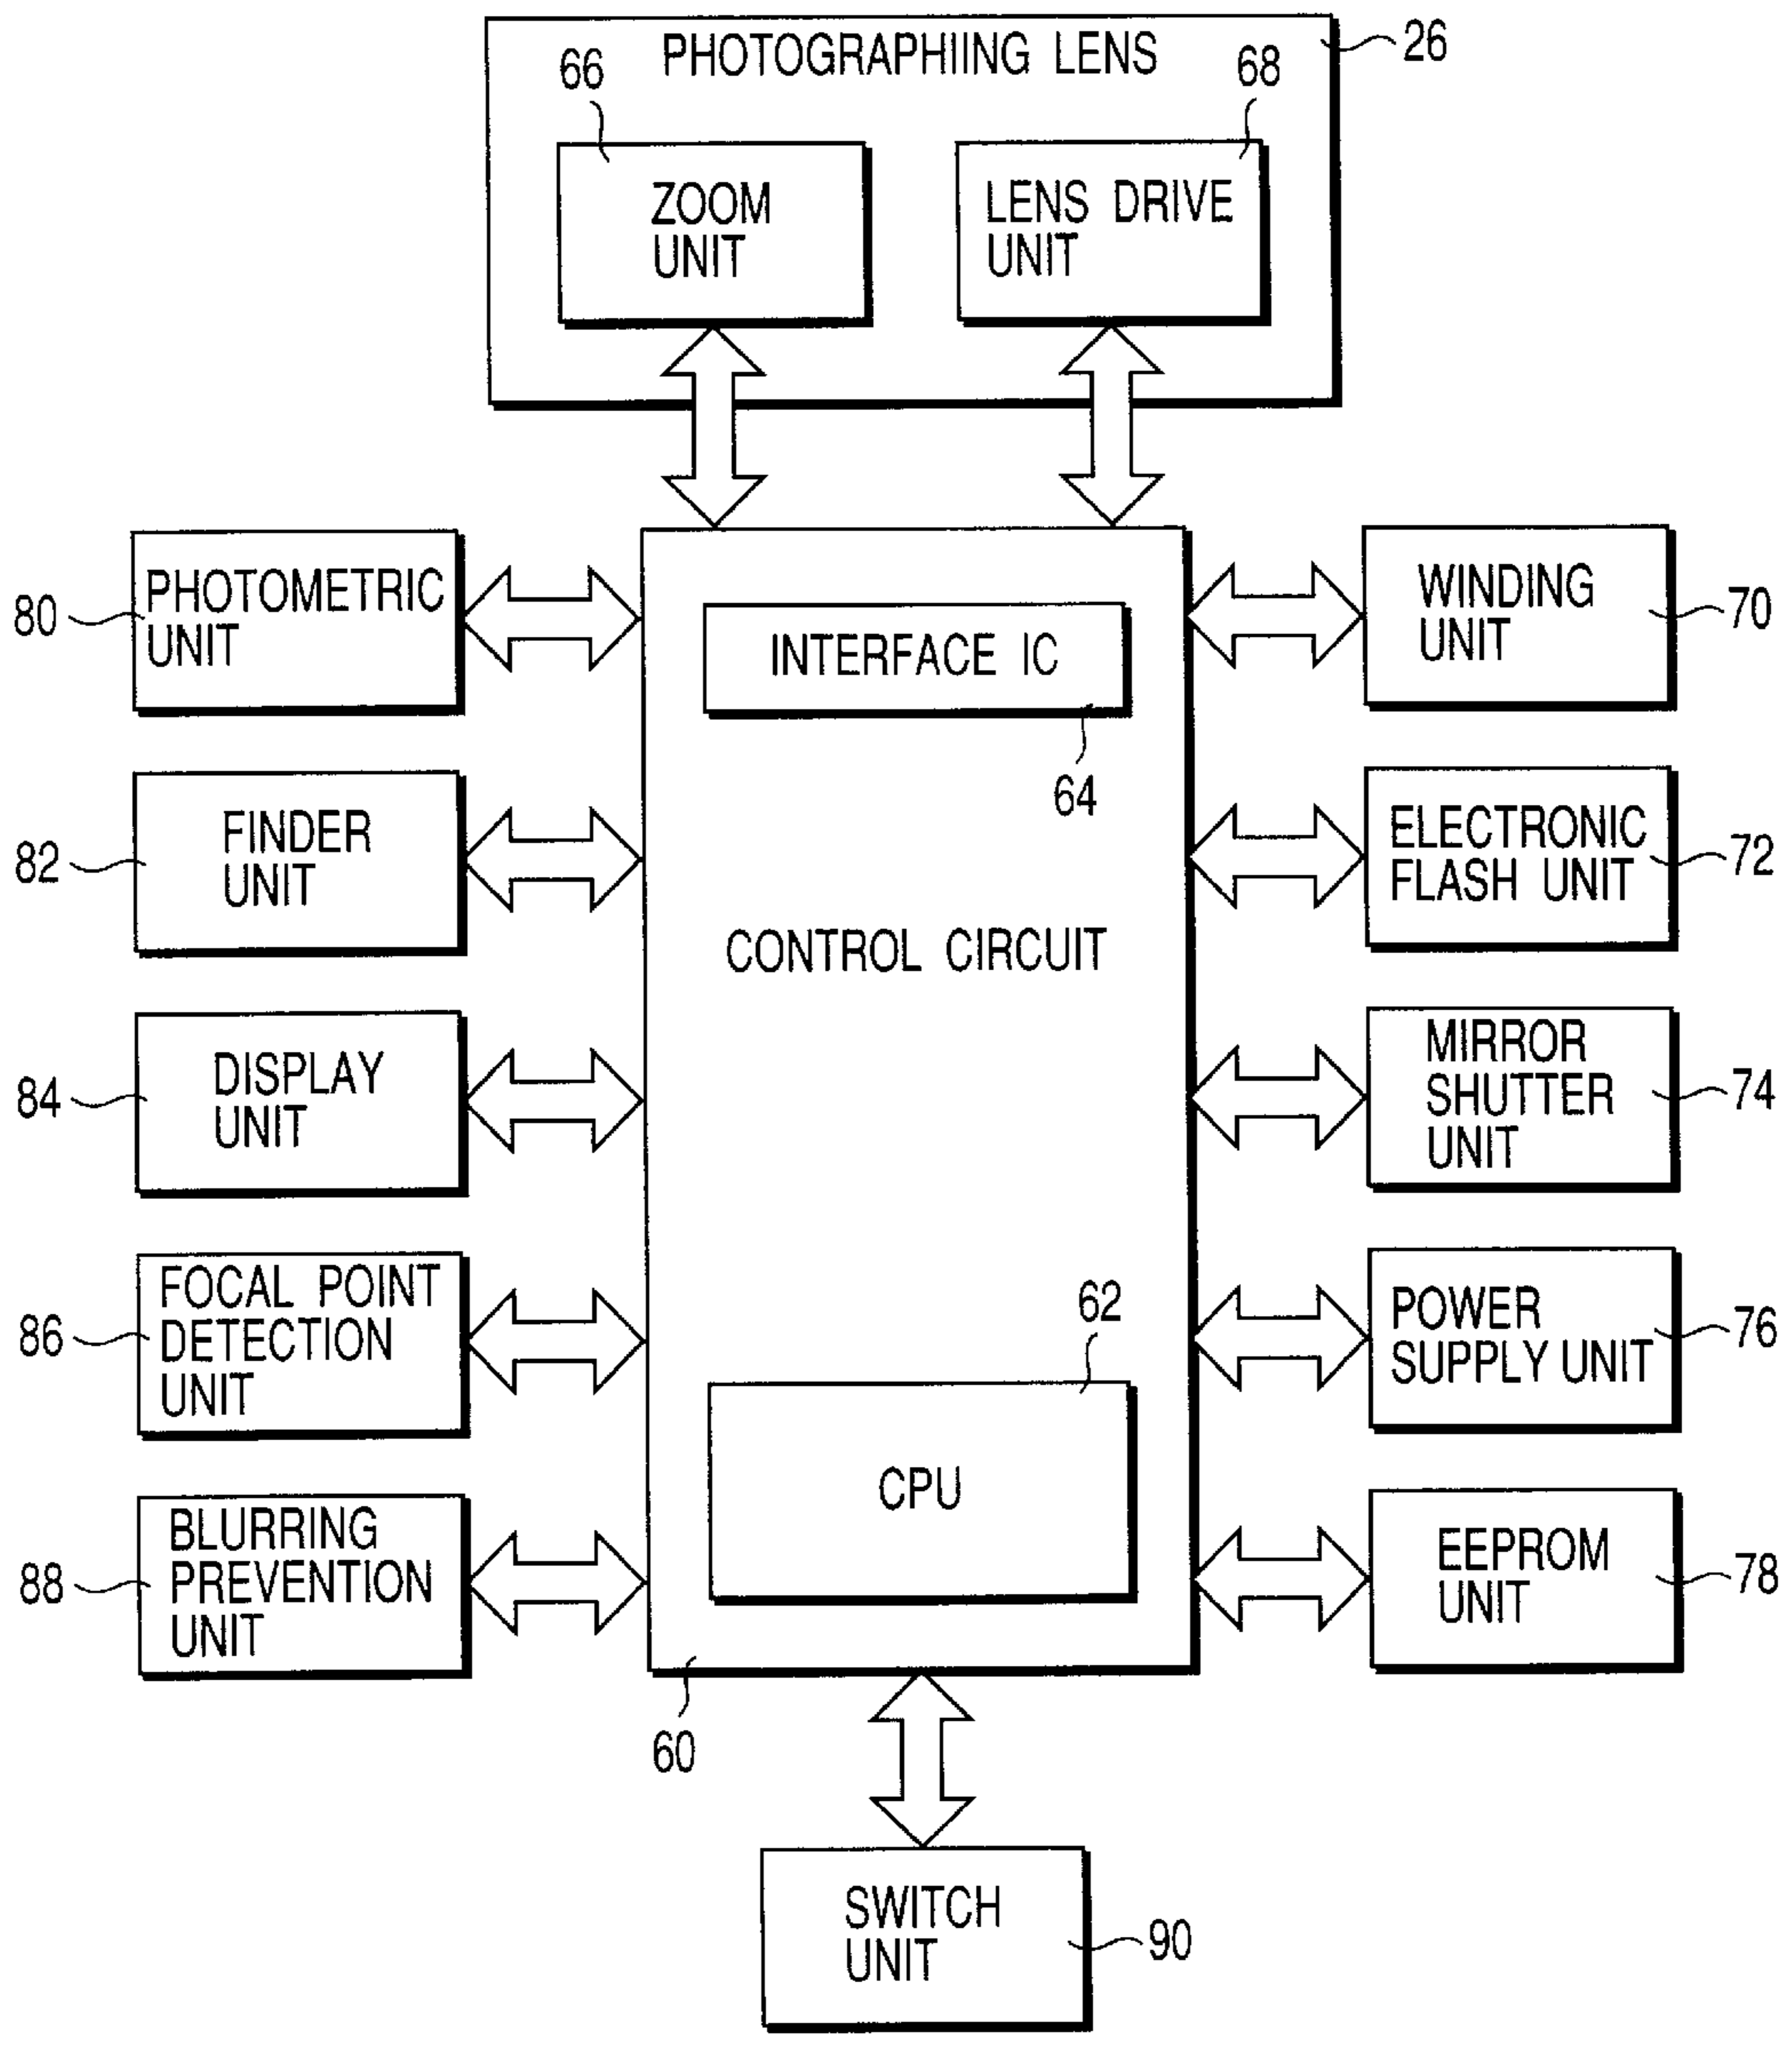 PHOTOGRAPHIING LENS
26
66
68
ZOOM
UNIT
LENS DRIVE
UNIT
80
PHOTOMETRIC
UNIT
82
FINDER
UNIT
84
DISPLAY
UNIT
86
FOCAL POINT
DETECTION
UNIT
88
BLURRING
PREVENTION
UNIT
INTERFACE IC
64
CONTROL CIRCUIT
62
CPU
60
WINDING
UNIT
70
ELECTRONIC
FLASH UNIT
72
MIRROR
SHUTTER
UNIT
74
POWER
SUPPLY UNIT
76
EEPROM
UNIT
78
SWITCH
UNIT
90